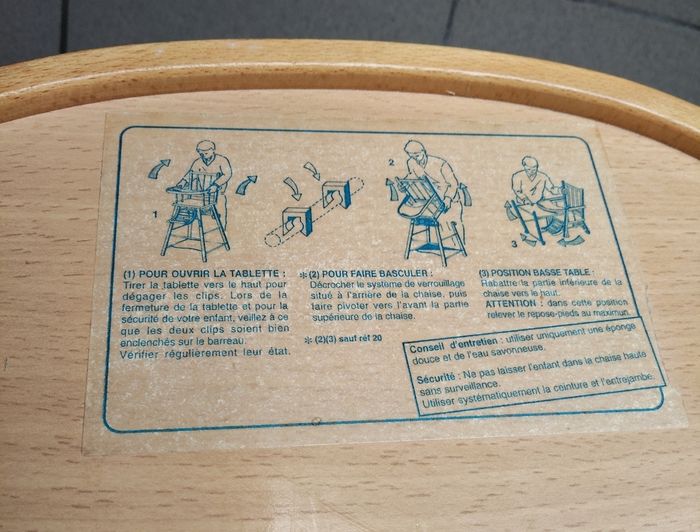 1
2
3
(1) POUR OUVRIR LA TABLETTE :
Tirer la tablette vers le haut pour
dégager les clips. Lors de la
fermeture de la tablette et pour la
sécurité de votre enfant, veillez à ce
que les deux clips soient bien
enclenchés sur le barreau.
Vérifier régulièrement leur état.
* (2) POUR FAIRE BASCULER :
Décrocher le système de verrouillage
situé à l'arrière de la chaise, puis
faire pivoter vers l'avant la partie
supérieure de la chaise.
* (2)(3) sauf réf 20
(3) POSITION BASSE TABLE :
Rabattre la partie inférieure de la
chaise vers le haut.
ATTENTION : dans cette position
relever le repose-pieds au maximun.
Conseil d'entretien : utiliser uniquement une éponge
douce et de l'eau savonneuse.
Sécurité : Ne pas laisser l'enfant dans la chaise haute
sans surveillance.
Utiliser systématiquement la ceinture et l'entrejambe.